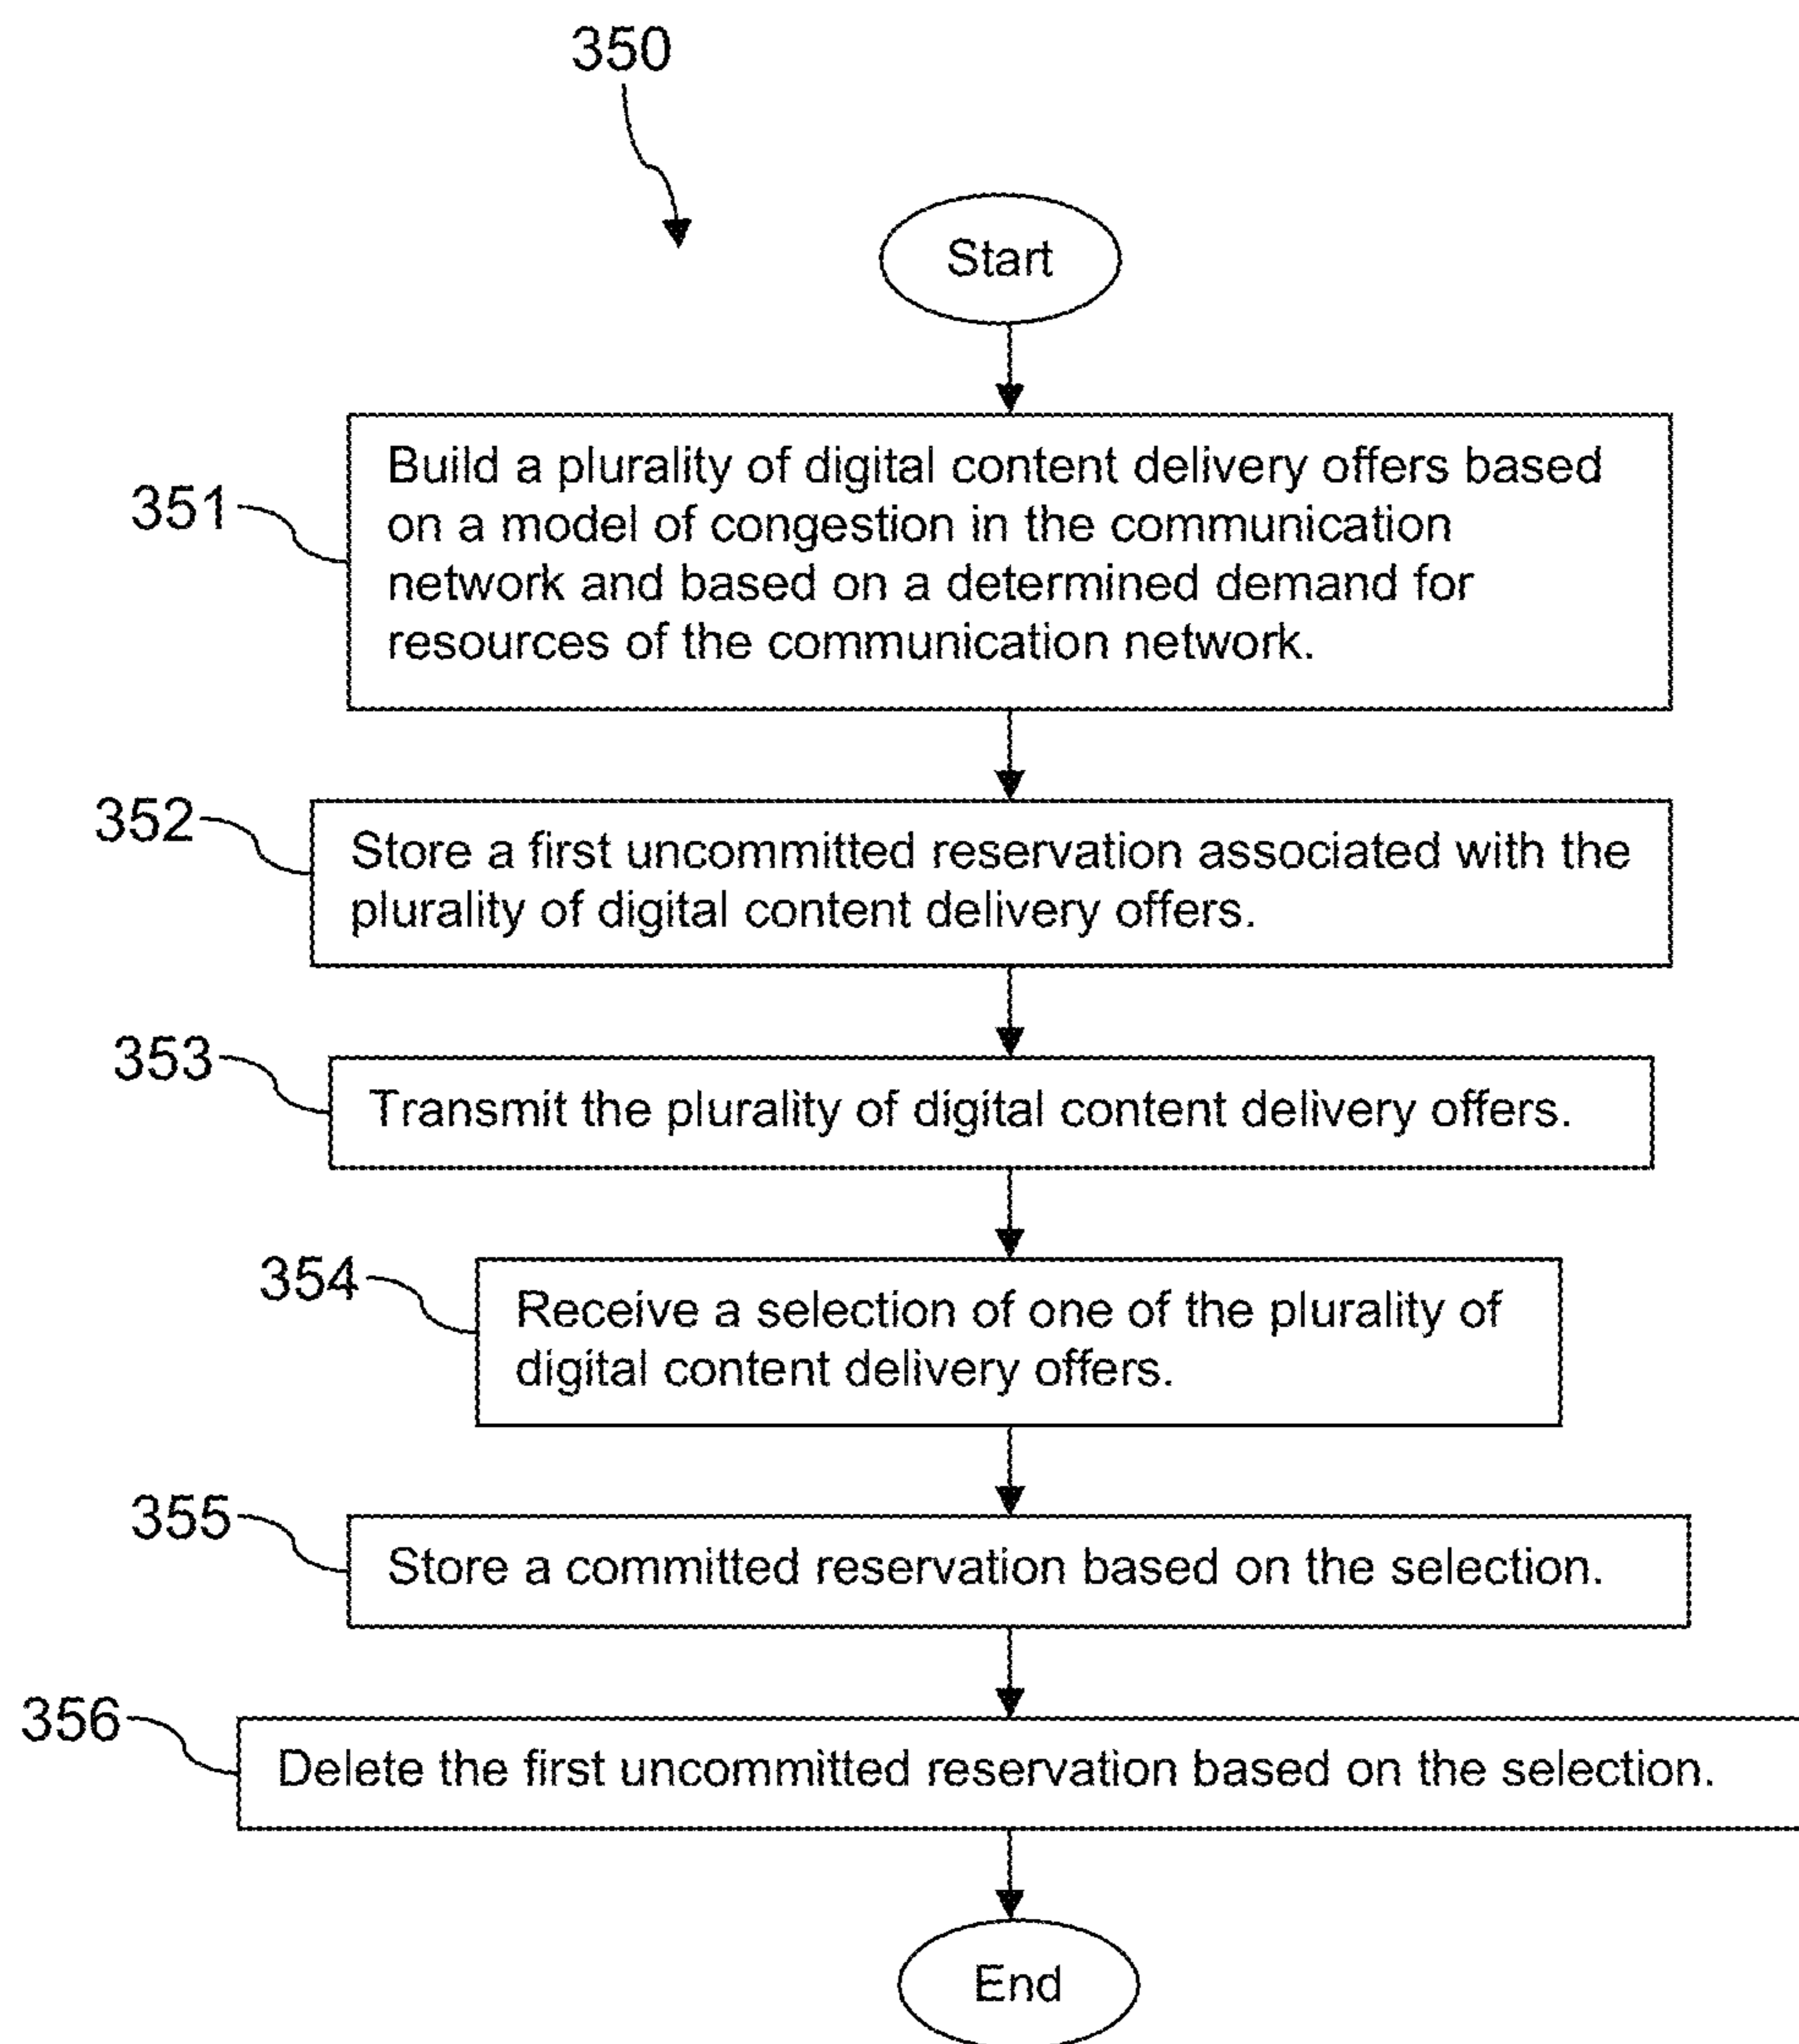 350
Start
351
Build a plurality of digital content delivery offers based
on a model of congestion in the communication
network and based on a determined demand for
resources of the communication network.
352
Store a first uncommitted reservation associated with the
plurality of digital content delivery offers.
353
Transmit the plurality of digital content delivery offers.
354
Receive a selection of one of the plurality of
digital content delivery offers.
355
Store a committed reservation based on the selection.
356
Delete the first uncommitted reservation based on the selection.
End